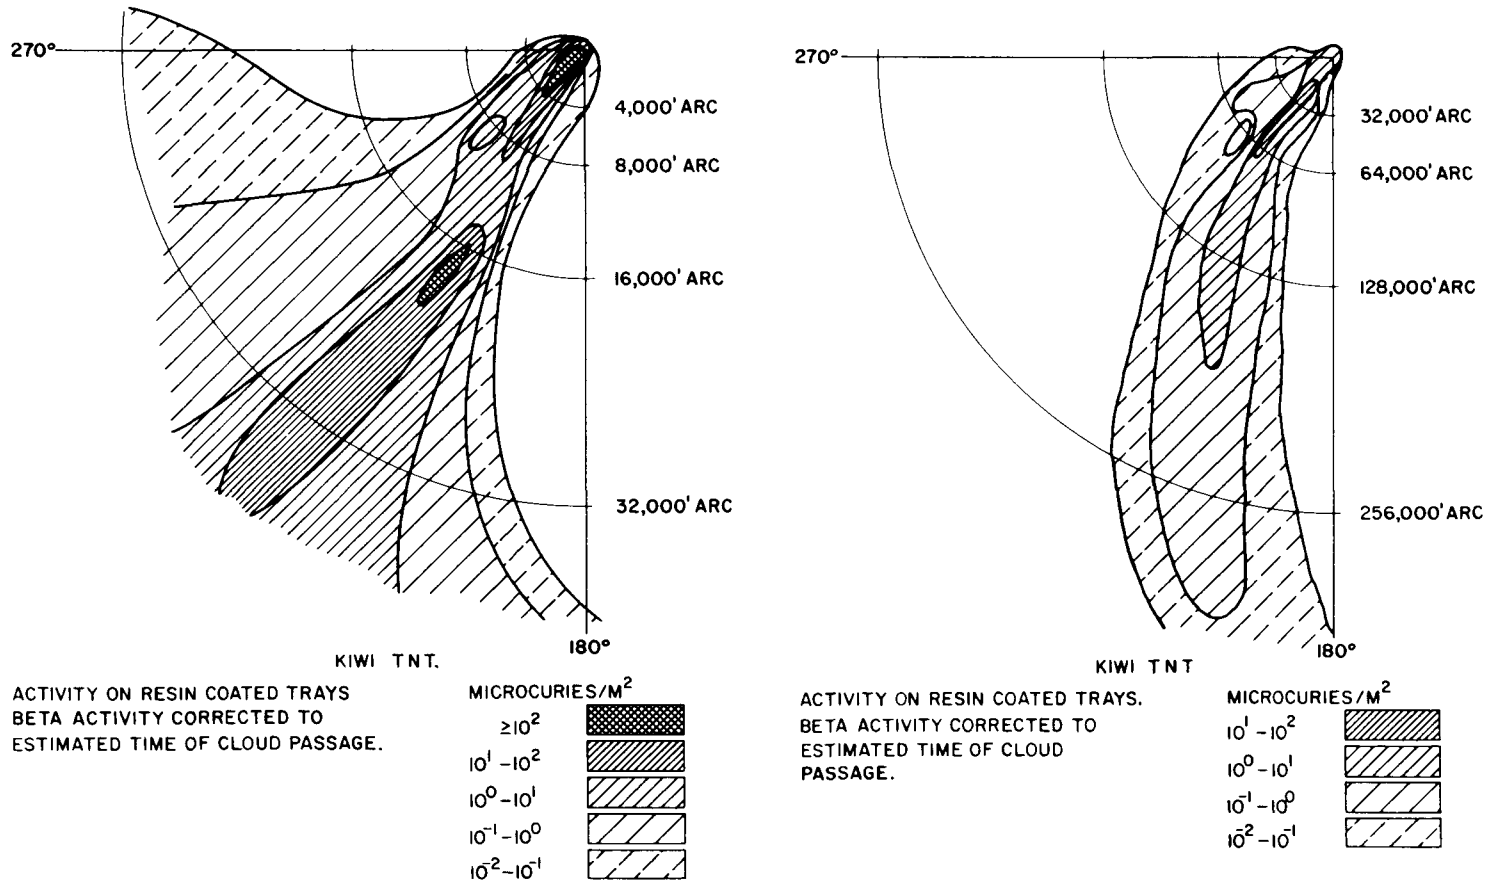 270°
4,000' ARC
8,000' ARC
16,000' ARC
32,000' ARC
180°
KIWI TNT.
ACTIVITY ON RESIN COATED TRAYS
BETA ACTIVITY CORRECTED TO
ESTIMATED TIME OF CLOUD PASSAGE.
MICROCURIES/M²
≥10²
10¹-10²
10⁰-10¹
10⁻¹-10⁰
10⁻²-10⁻¹
270°
32,000' ARC
64,000' ARC
128,000' ARC
256,000' ARC
180°
KIWI TNT
ACTIVITY ON RESIN COATED TRAYS.
BETA ACTIVITY CORRECTED TO
ESTIMATED TIME OF CLOUD
PASSAGE.
MICROCURIES/M²
10¹-10²
10⁰-10¹
10⁻¹-10⁰
10⁻²-10⁻¹